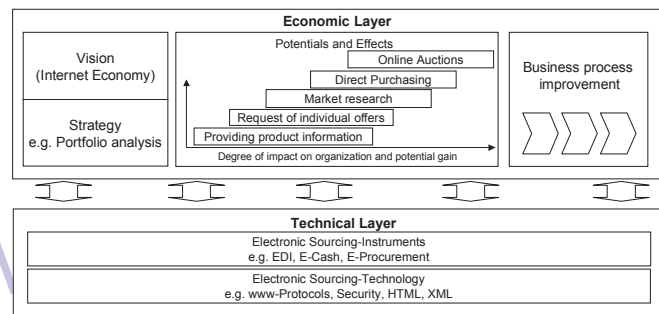 Economic Layer
Vision
(Internet Economy)
Strategy
e.g. Portfolio analysis
Potentials and Effects
Online Auctions
Direct Purchasing
Market research
Request of individual offers
Providing product information
Degree of impact on organization and potential gain
Business process
improvement
Technical Layer
Electronic Sourcing-Instruments
e.g. EDI, E-Cash, E-Procurement
Electronic Sourcing-Technology
e.g. www-Protocols, Security, HTML, XML